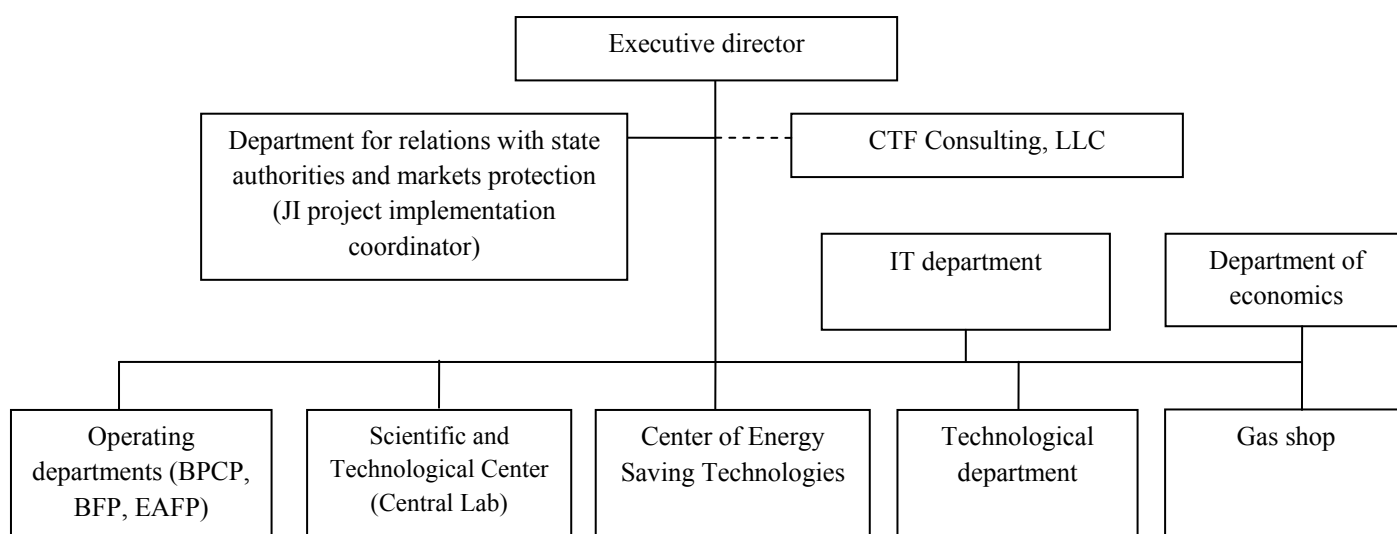 Executive director
Department for relations with state
authorities and markets protection
(JI project implementation
coordinator)
CTF Consulting, LLC
IT department
Department of
economics
Operating
departments (BPCP,
BFP, EAFP)
Scientific and
Technological Center
(Central Lab)
Center of Energy
Saving Technologies
Technological
department
Gas shop